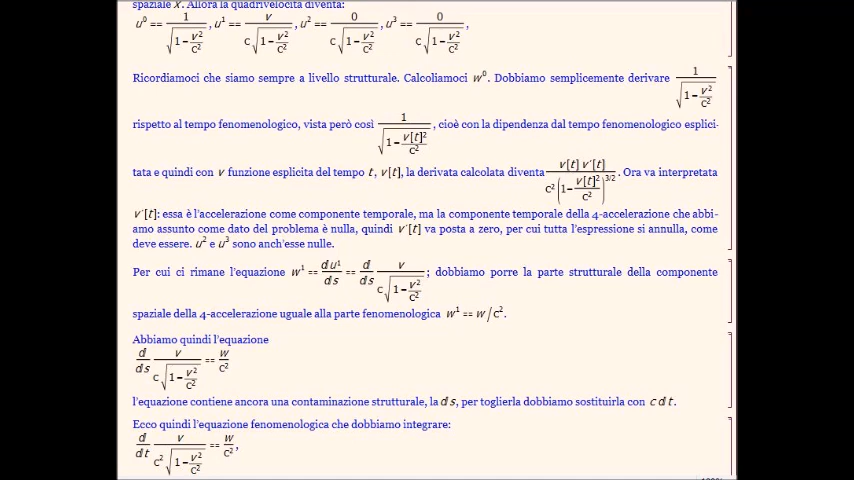 spaziale X. Allora la quadrivelocità diventa:
u⁰ == 1/√(1-v²/c²), u¹ == v/(c√(1-v²/c²)), u² == 0/(c√(1-v²/c²)), u³ == 0/(c√(1-v²/c²)),
Ricordiamoci che siamo sempre a livello strutturale. Calcoliamoci w⁰. Dobbiamo semplicemente derivare 1/√(1-v²/c²)
rispetto al tempo fenomenologico, vista però così 1/√(1-v[t]²/c²), cioè con la dipendenza dal tempo fenomenologico esplici-
tata e quindi con v funzione esplicita del tempo t, v[t], la derivata calcolata diventa v[t] v′[t]/(c²(1-v[t]²/c²)^(3/2)). Ora va interpretata
v′[t]: essa è l'accelerazione come componente temporale, ma la componente temporale della 4-accelerazione che abbi-
amo assunto come dato del problema è nulla, quindi v′[t] va posta a zero, per cui tutta l'espressione si annulla, come
deve essere. u² e u³ sono anch'esse nulle.
Per cui ci rimane l'equazione w¹ == du¹/ds == d/ds v/(c√(1-v²/c²)); dobbiamo porre la parte strutturale della componente
spaziale della 4-accelerazione uguale alla parte fenomenologica w¹ == w/c².
Abbiamo quindi l'equazione
d/ds v/(c√(1-v²/c²)) == w/c²
l'equazione contiene ancora una contaminazione strutturale, la ds, per toglierla dobbiamo sostituirla con c dt.
Ecco quindi l'equazione fenomenologica che dobbiamo integrare:
d/dt v/(c²√(1-v²/c²)) == w/c²,